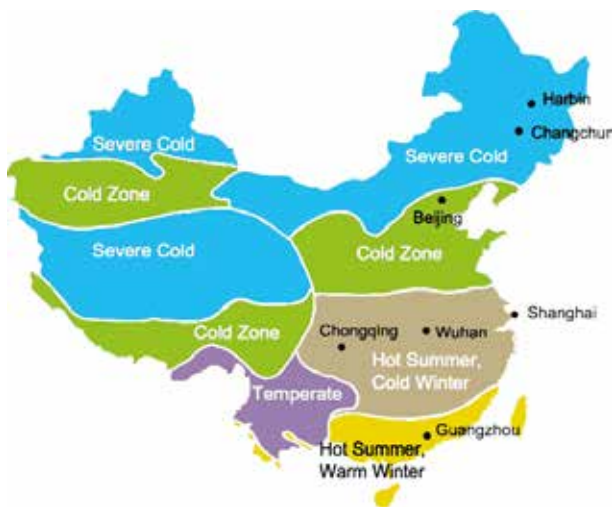 Harbin
Changchun
Severe Cold
Severe Cold
Cold Zone
Beijing
Severe Cold
Cold Zone
Shanghai
Cold Zone
Chongqing
Wuhan
Hot Summer,
Cold Winter
Temperate
Guangzhou
Hot Summer,
Warm Winter